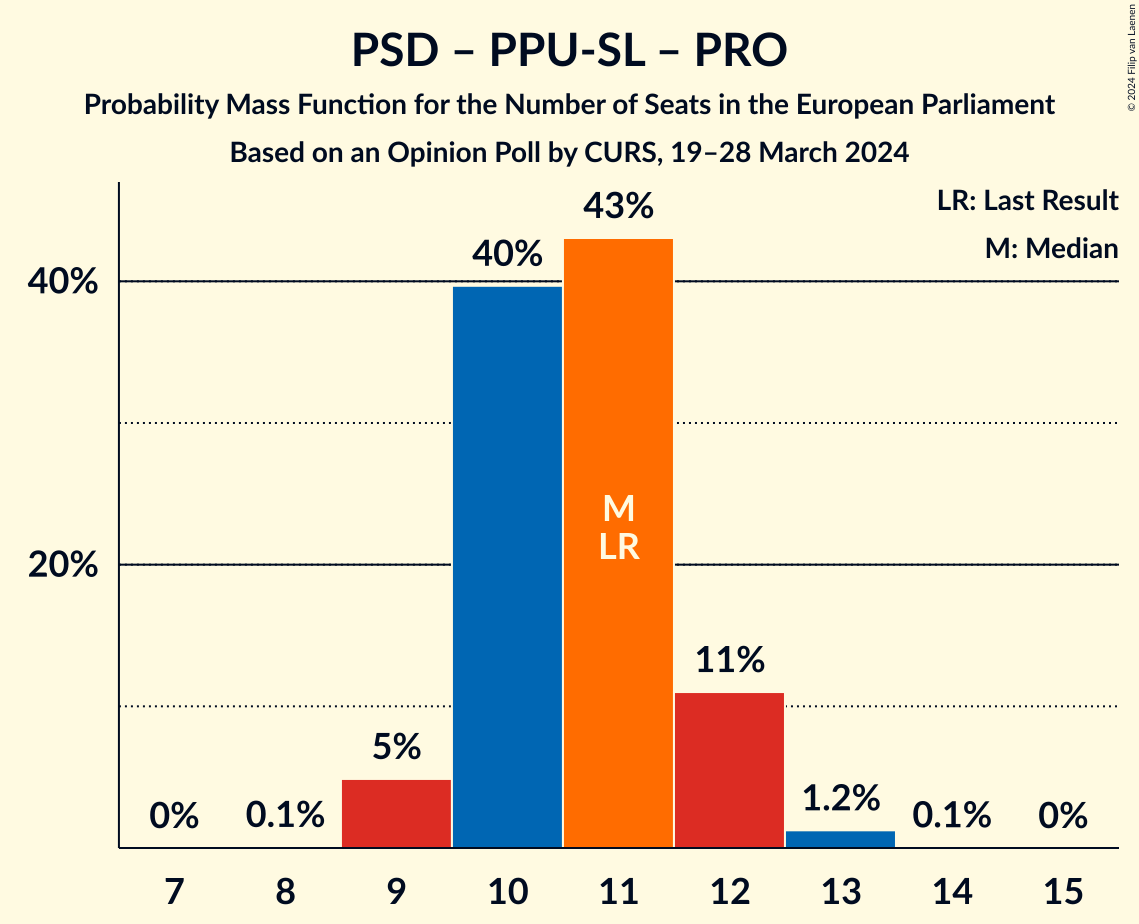 PSD – PPU-SL – PRO
Probability Mass Function for the Number of Seats in the European Parliament
Based on an Opinion Poll by CURS, 19–28 March 2024
© 2024 Filip van Laenen
LR: Last Result
M: Median
40%
20%
0%
0.1%
5%
40%
43%
M
LR
11%
1.2%
0.1%
0%
7
8
9
10
11
12
13
14
15